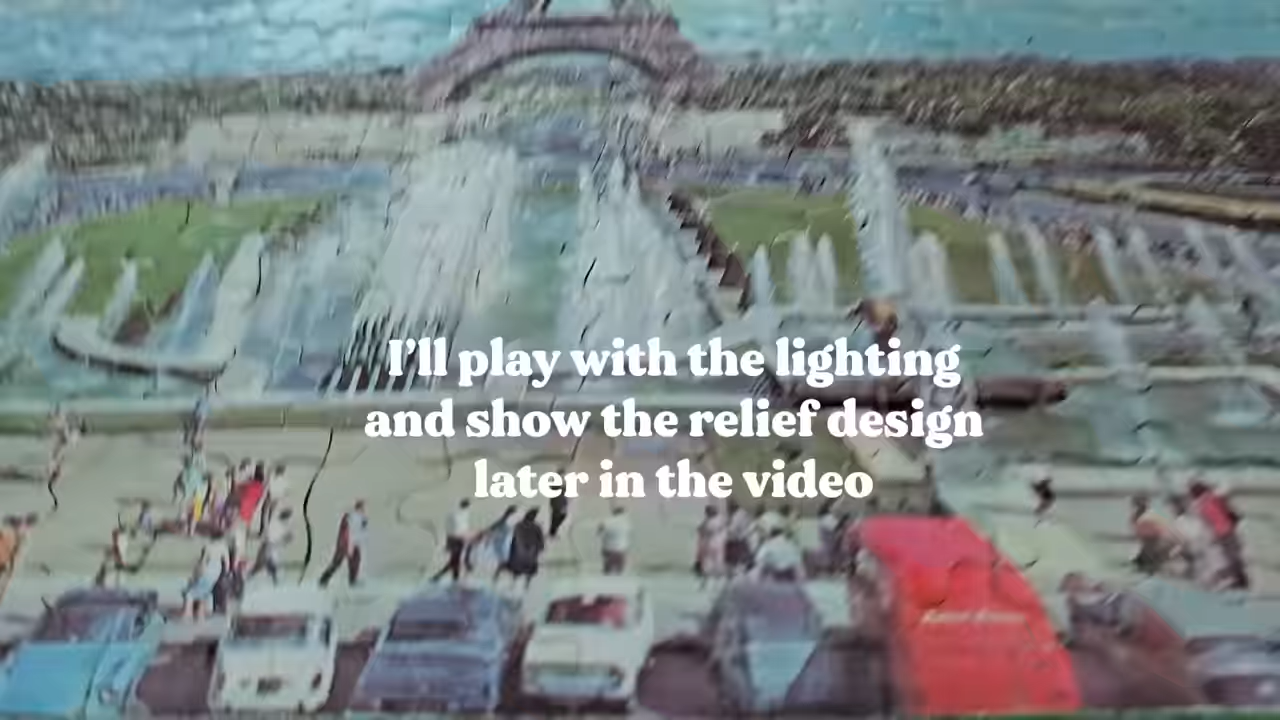 I'll play with the lighting
and show the relief design
later in the video